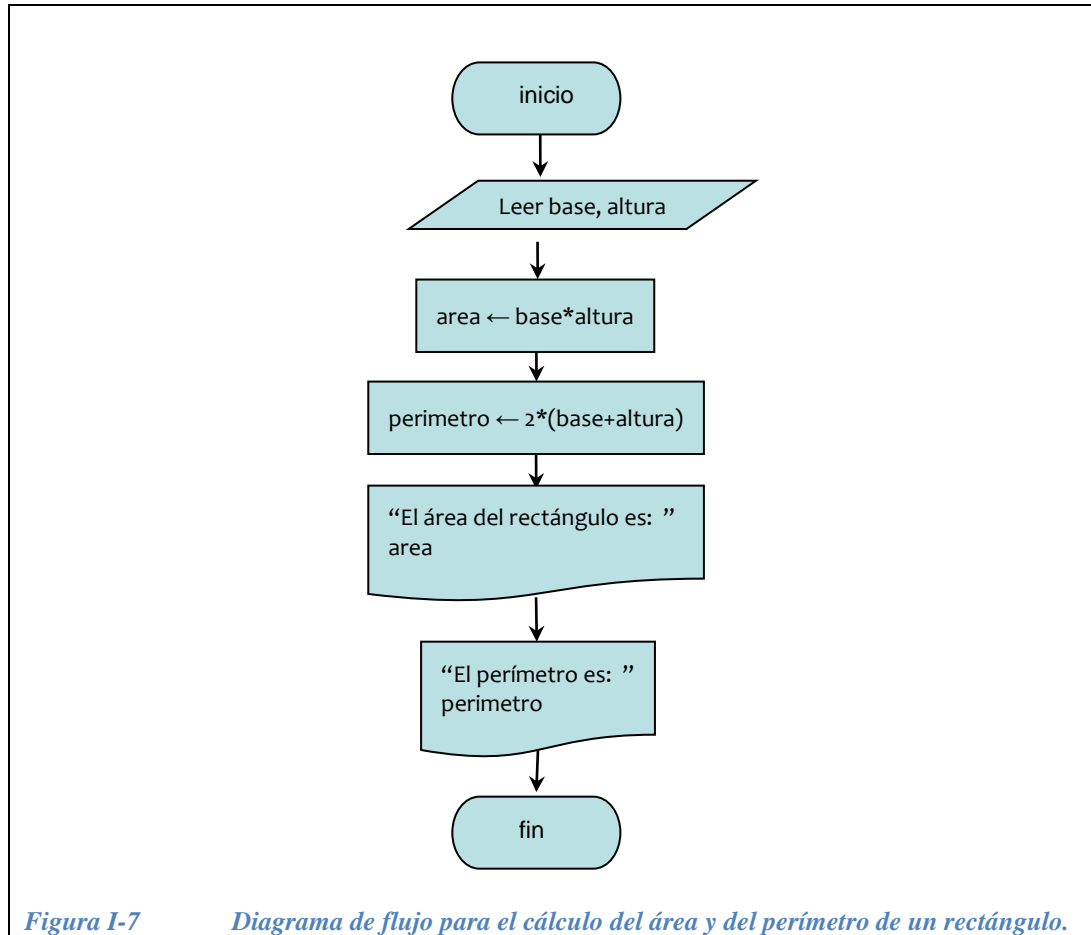 inicio
Leer base, altura
area ← base*altura
perimetro ← 2*(base+altura)
“El área del rectángulo es: ”
area
“El perímetro es: ”
perimetro
fin
Figura I-7 Diagrama de flujo para el cálculo del área y del perímetro de un rectángulo.